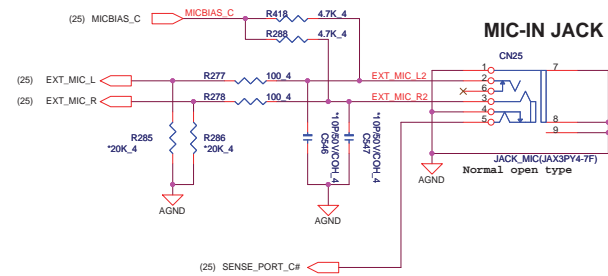 (25) MICBIAS_C MICBIAS_C R418 4.7K_4
R288 4.7K_4
MIC-IN JACK
CN25
(25) EXT_MIC_L R277 100_4 EXT_MIC_L2
(25) EXT_MIC_R R278 100_4 EXT_MIC_R2
1
2
6
3
4
5
7
8
9
R285
*20K_4
R286
*20K_4
*10P/50V/COH_4
C546
*10P/50V/COH_4
C547
JACK_MIC(JAX3PY4-7F)
Normal open type
AGND
AGND
AGND
(25) SENSE_PORT_C#